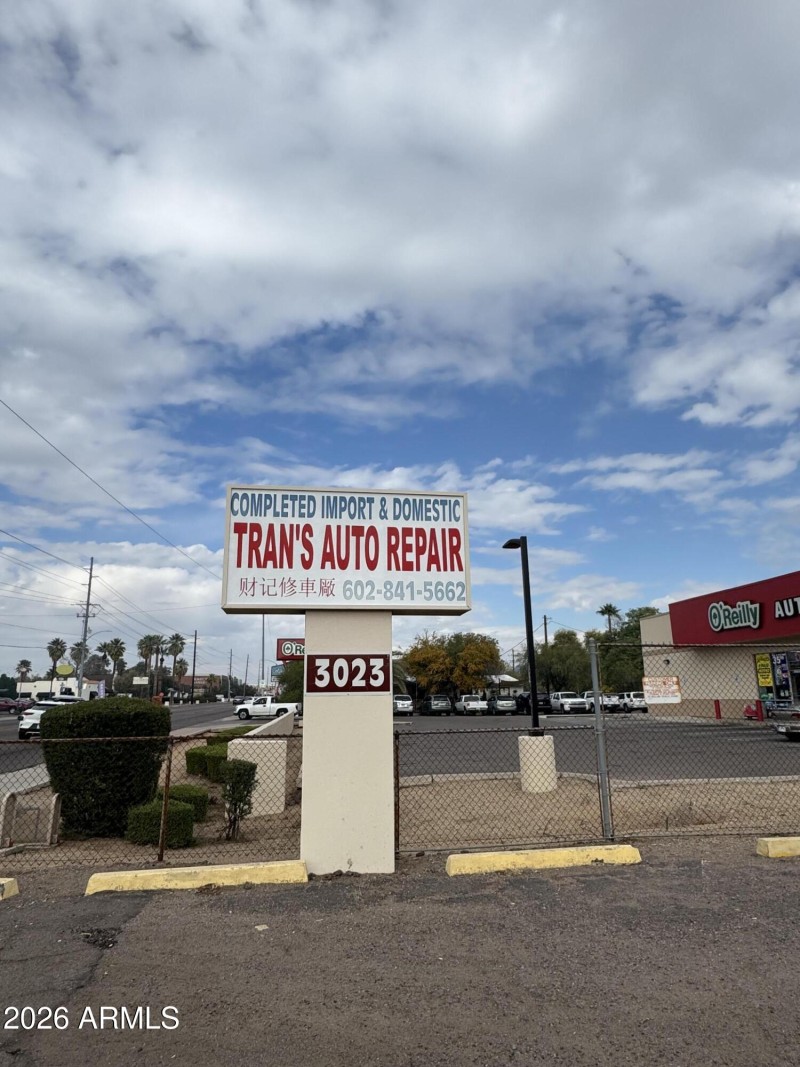 COMPLETED IMPORT & DOMESTIC
TRAN'S AUTO REPAIR
财记修車廠 602-841-5662
3023
O'Re
O'Reilly AUT
2026 ARMLS